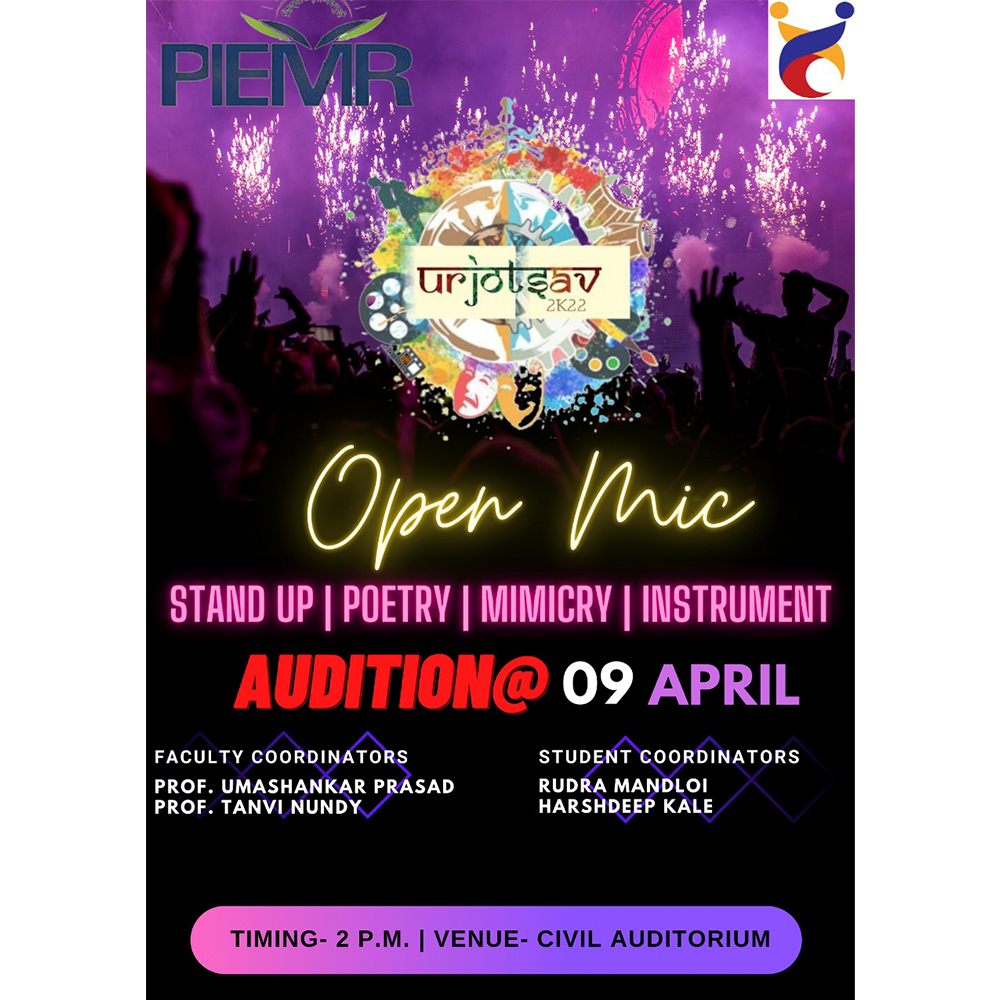 PIEMR
urjotsav
2K22
Open Mic
STAND UP | POETRY | MIMICRY | INSTRUMENT
AUDITION@ 09 APRIL
FACULTY COORDINATORS
PROF. UMASHANKAR PRASAD
PROF. TANVI NUNDY
STUDENT COORDINATORS
RUDRA MANDLOI
HARSHDEEP KALE
TIMING- 2 P.M. | VENUE- CIVIL AUDITORIUM